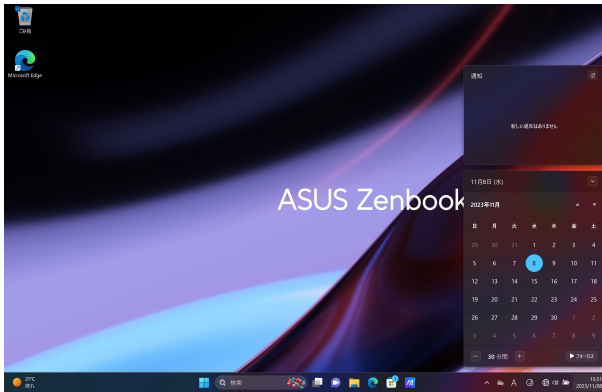 ごみ箱
Microsoft Edge
ASUS Zenbook
通知
新しい通知はありません
11月8日 (水)
2023年11月
日 月 火 水 木 金 土
29 30 31 1 2 3 4
5 6 7 8 9 10 11
12 13 14 15 16 17 18
19 20 21 22 23 24 25
26 27 28 29 30 1 2
3 4 5 6 7 8 9
30 分間
フォーカス
21°C
晴れ
検索
A
15:51
2023/11/08